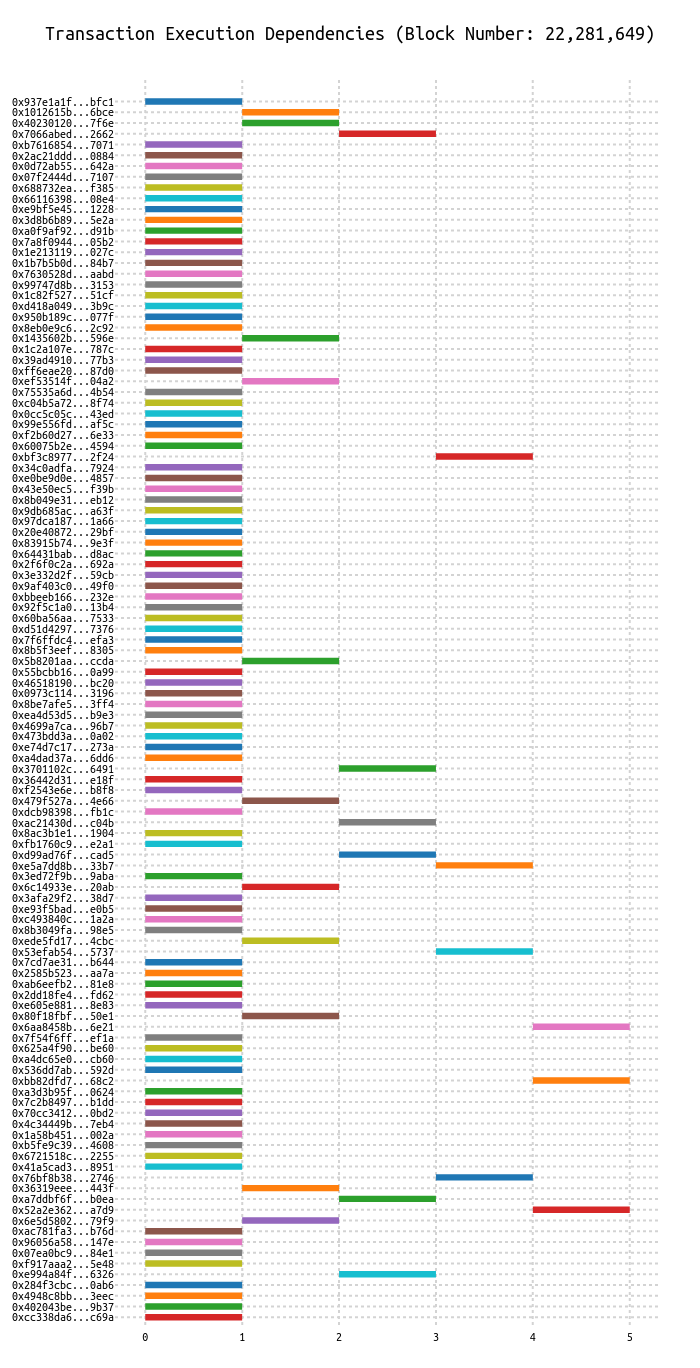 Transaction Execution Dependencies (Block Number: 22,281,649)
0x937e1a1f...bfc1
0x1012615b...6bce
0x40230120...7f6e
0x7066abed...2662
0xb7616854...7071
0x2ac21ddd...0884
0x0d72ab55...642a
0x07f2444d...7107
0x688732ea...f385
0x66116398...08e4
0xe9bf5e45...1228
0x3d8b6b89...5e2a
0xa0f9af92...d91b
0x7a8f0944...05b2
0x1e213119...027c
0x1b7b5b0d...84b7
0x7630528d...aabd
0x99747d8b...3153
0x1c82f527...51cf
0xd418a049...3b9c
0x950b189c...077f
0x8eb0e9c6...2c92
0x1435602b...596e
0x1c2a107e...787c
0x39ad4910...77b3
0xff6eae20...87d0
0xef53514f...04a2
0x75535a6d...4b54
0xc04b5a72...8f74
0x0cc5c05c...43ed
0x99e556fd...af5c
0xf2b60d27...6e33
0x60075b2e...4594
0xbf3c8977...2f24
0x34c0adfa...7924
0xe0be9d0e...4857
0x43e50ec5...f39b
0x8b049e31...eb12
0x9db685ac...a63f
0x97dca187...1a66
0x20e40872...29bf
0x83915b74...9e3f
0x64431bab...d8ac
0x2f6f0c2a...692a
0x3e332d2f...59cb
0x9af403c0...49f0
0xbbeeb166...232e
0x92f5c1a0...13b4
0x60ba56aa...7533
0xd51d4297...7376
0x7f6ffdc4...efa3
0x8b5f3eef...8305
0x5b8201aa...ccda
0x55bcbb16...0a99
0x46518190...bc20
0x0973c114...3196
0x8be7afe5...3ff4
0xea4d53d5...b9e3
0x4699a7ca...96b7
0x473bdd3a...0a02
0xe74d7c17...273a
0xa4dad37a...6dd6
0x3701102c...6491
0x36442d31...e18f
0xf2543e6e...b8f8
0x479f527a...4e66
0xdcb98398...fb1c
0xac21430d...c04b
0x8ac3b1e1...1904
0xfb1760c9...e2a1
0xd99ad76f...cad5
0xe5a7dd8b...33b7
0x3ed72f9b...9aba
0x6c14933e...20ab
0x3afa29f2...38d7
0xe93f5bad...e0b5
0xc493840c...1a2a
0x8b3049fa...98e5
0xede5fd17...4cbc
0x53efab54...5737
0x7cd7ae31...b644
0x2585b523...aa7a
0xab6eefb2...81e8
0x2dd18fe4...fd62
0xe605e881...8e83
0x80f18fbf...50e1
0x6aa8458b...6e21
0x7f54f6ff...ef1a
0x625a4f90...be60
0xa4dc65e0...cb60
0x536dd7ab...592d
0xbb82dfd7...68c2
0xa3d3b95f...0624
0x7c2b8497...b1dd
0x70cc3412...0bd2
0x4c34449b...7eb4
0x1a58b451...002a
0xb5fe9c39...4608
0x6721518c...2255
0x41a5cad3...8951
0x76bf8b38...2746
0x36319eee...443f
0xa7ddbf6f...b0ea
0x52a2e362...a7d9
0x6e5d5802...79f9
0xac781fa3...b76d
0x96056a58...147e
0x07ea0bc9...84e1
0xf917aaa2...5e48
0xe994a84f...6326
0x284f3cbc...0ab6
0x4948c8bb...3eec
0x402043be...9b37
0xcc338da6...c69a
0 1 2 3 4 5